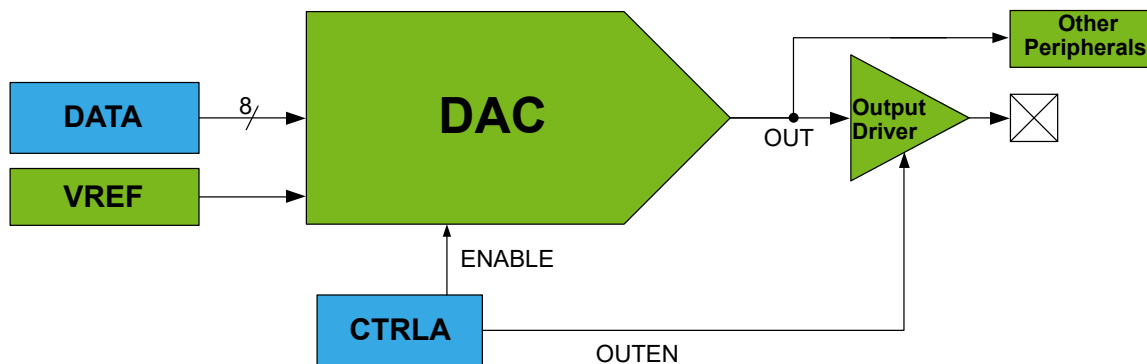 Other
Peripherals
DATA
8
DAC
Output
Driver
OUT
VREF
ENABLE
CTRLA
OUTEN